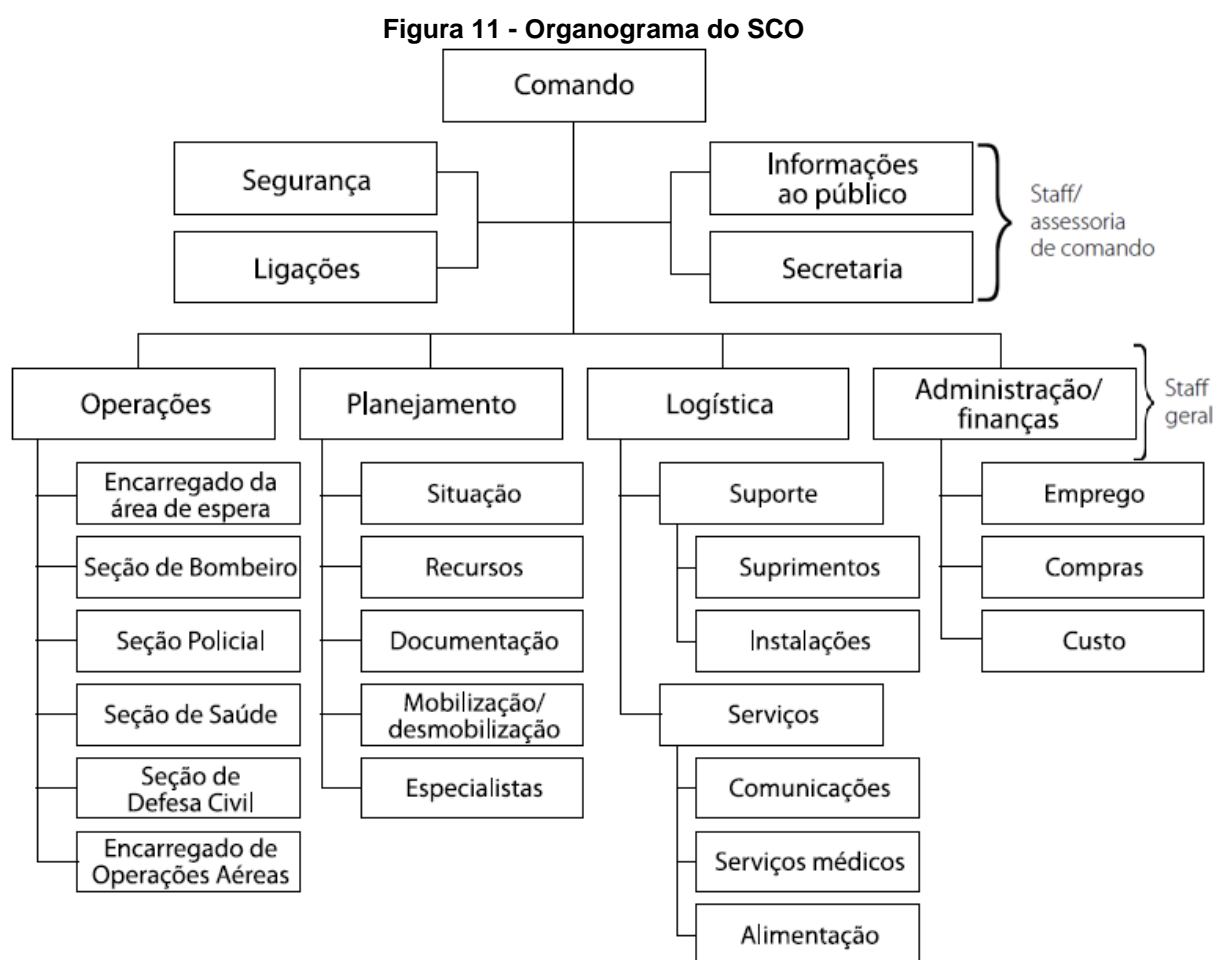 Figura 11 - Organograma do SCO
Comando
Segurança
Ligações
Informações
ao público
Secretaria
Staff/
assessoria
de comando
Operações
Planejamento
Logística
Administração/
finanças
Staff
geral
Encarregado da
área de espera
Seção de Bombeiro
Seção Policial
Seção de Saúde
Seção de
Defesa Civil
Encarregado de
Operações Aéreas
Situação
Recursos
Documentação
Mobilização/
desmobilização
Especialistas
Suporte
Suprimentos
Instalações
Serviços
Comunicações
Serviços médicos
Alimentação
Emprego
Compras
Custo